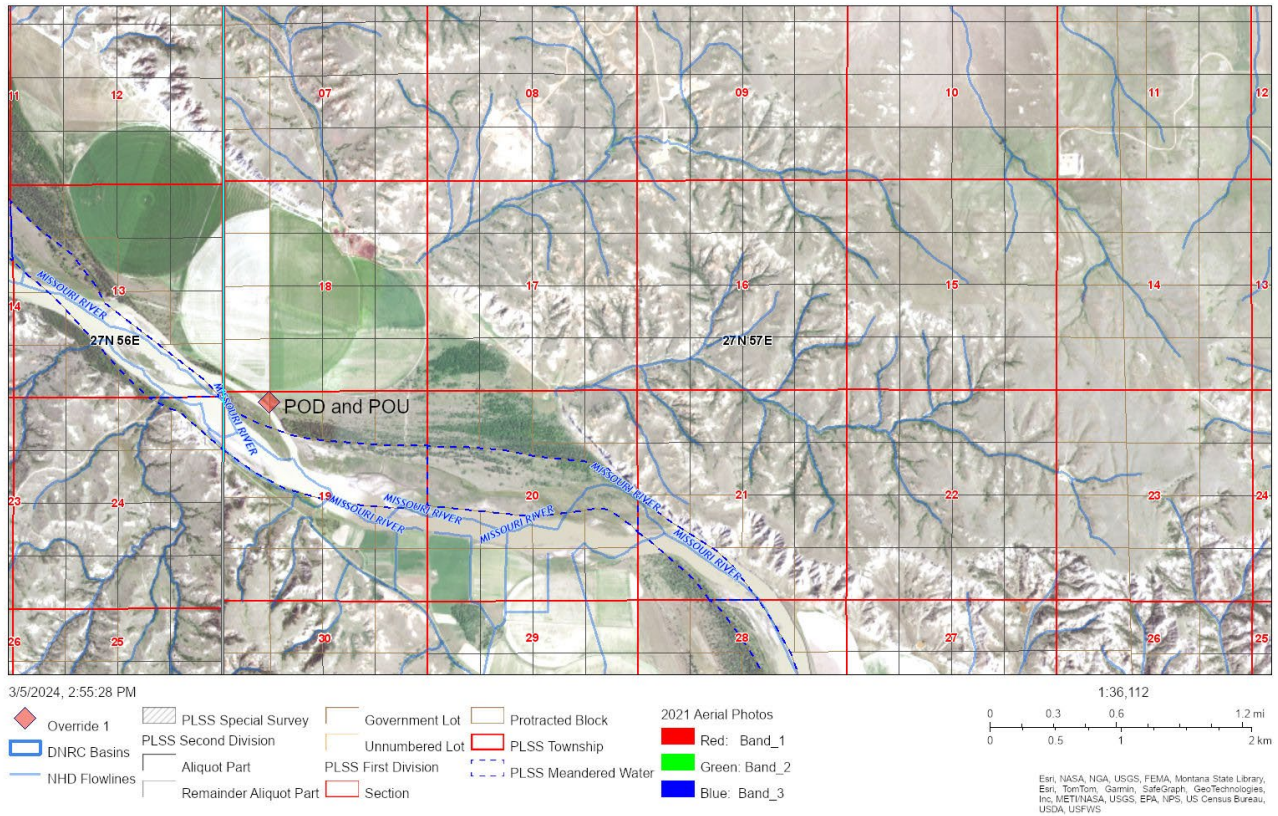 11
12
07
08
09
10
11
12
MISSOURI RIVER
13
18
17
16
14
13
14
27N 56E
27N 57E
MISSOURI RIVER
POD and POU
MISSOURI RIVER
23
24
19
MISSOURI RIVER
MISSOURI RIVER
MISSOURI RIVER
20
21
22
23
24
MISSOURI RIVER
26
25
30
29
28
27
26
25
3/5/2024, 2:55:28 PM
Override 1
DNRC Basins
NHD Flowlines
PLSS Special Survey
PLSS Second Division
Aliquot Part
Remainder Aliquot Part
Government Lot
Unnumbered Lot
PLSS First Division
Section
Protracted Block
PLSS Township
PLSS Meandered Water
2021 Aerial Photos
Red: Band_1
Green: Band_2
Blue: Band_3
1:36,112
0 0.3 0.6 1.2 mi
0 0.5 1 2 km
Esri, NASA, NGA, USGS, FEMA, Montana State Library,
Esri, TomTom, Garmin, SafeGraph, GeoTechnologies,
Inc, METI/NASA, USGS, EPA, NPS, US Census Bureau,
USDA, USFWS